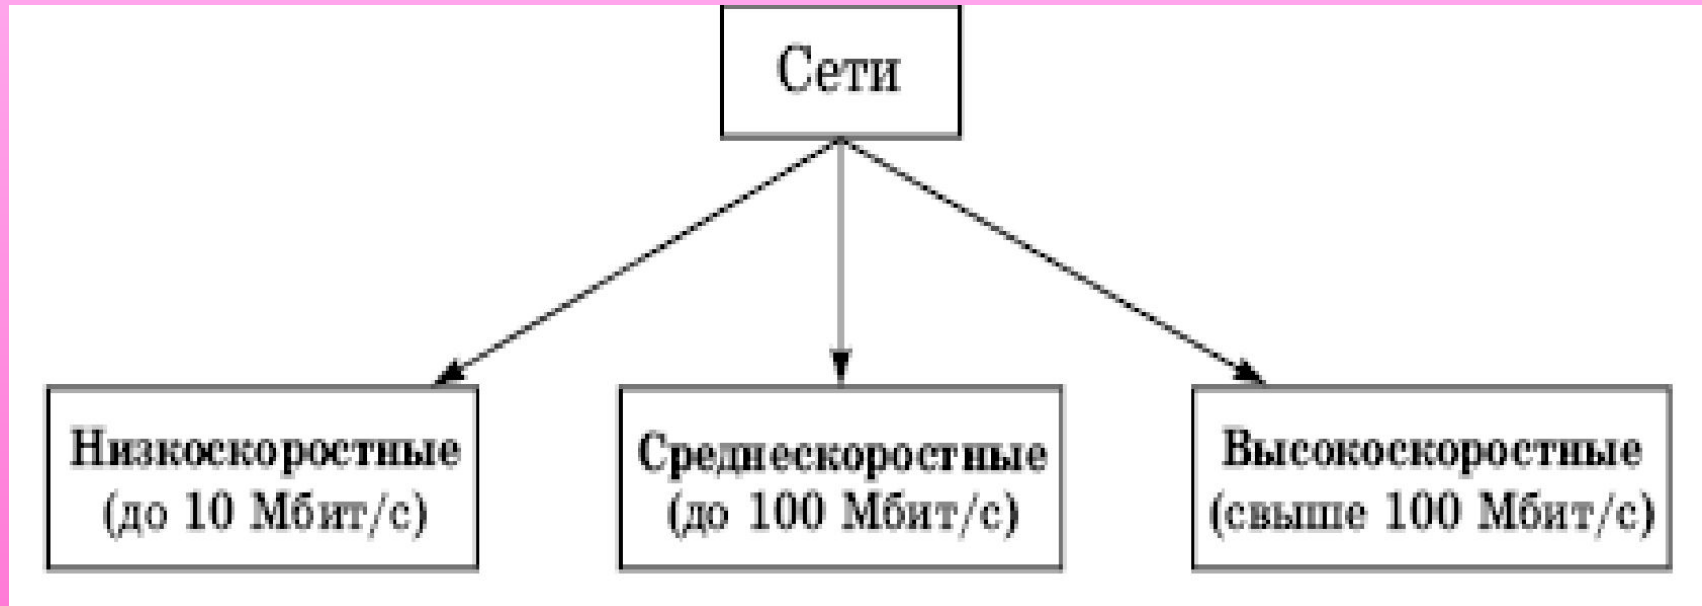 Сети
Низкоскоростные
(до 10 Мбит/с)
Среднескоростные
(до 100 Мбит/с)
Высокоскоростные
(свыше 100 Мбит/с)